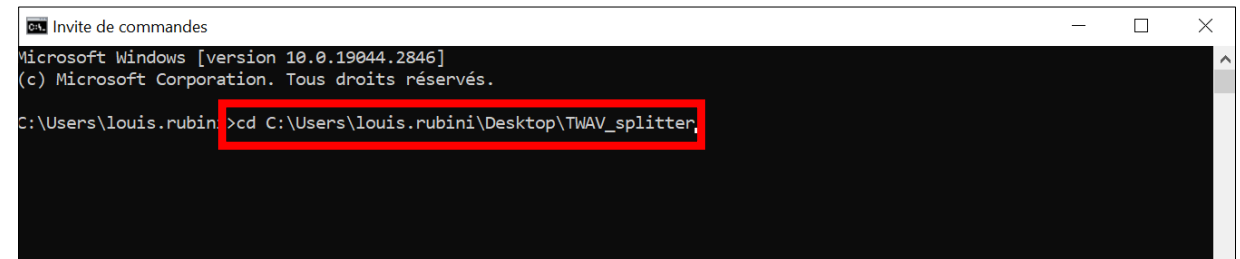 Invite de commandes
Microsoft Windows [version 10.0.19044.2846]
(c) Microsoft Corporation. Tous droits réservés.
C:\Users\louis.rubini>cd C:\Users\louis.rubini\Desktop\TWAV_splitter